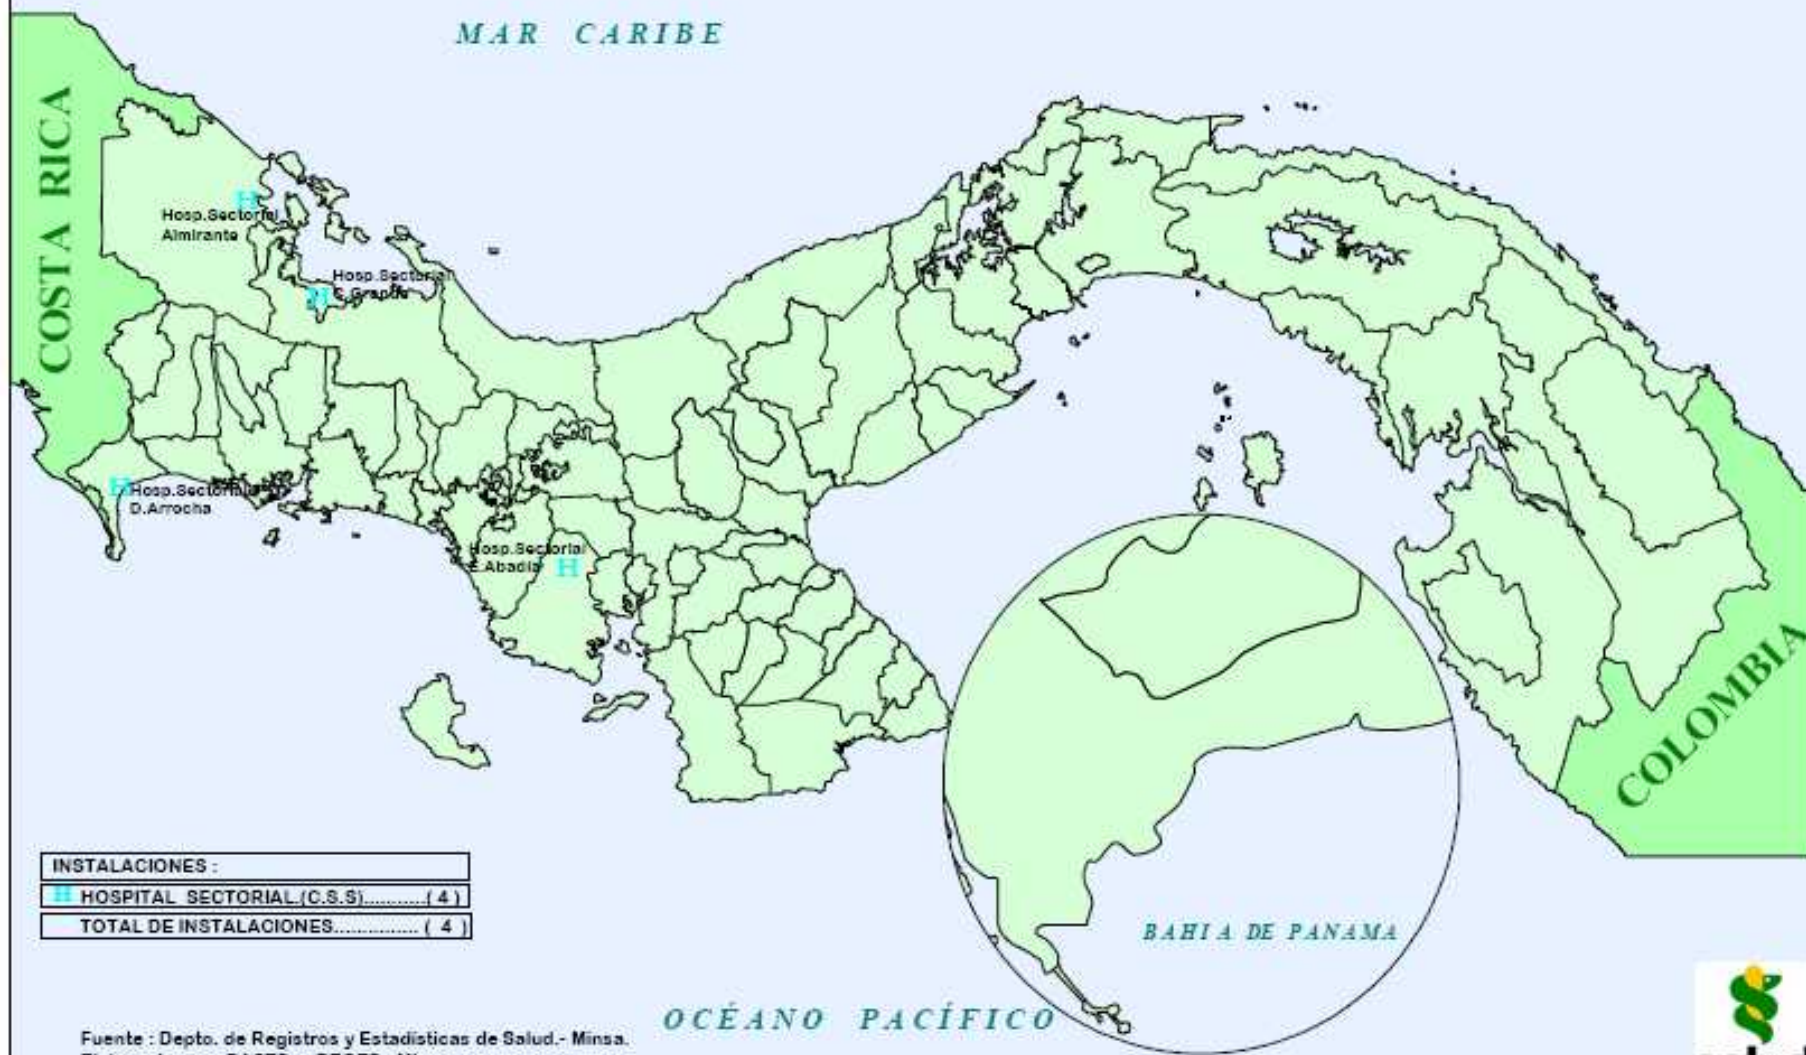 MAR CARIBE
COSTA RICA
Hosp.Sectorial
Almirante
Hosp.Sectorial
Hosp.Sectorial
D.Arrocha
Hosp.Sectorial
E.Abadia
COLOMBIA
INSTALACIONES :
H HOSPITAL SECTORIAL.(C.S.S)...........( 4 )
TOTAL DE INSTALACIONES............... ( 4 )
BAHIA DE PANAMA
OCÉANO PACÍFICO
Fuente : Depto. de Registros y Estadísticas de Salud.- Minsa.